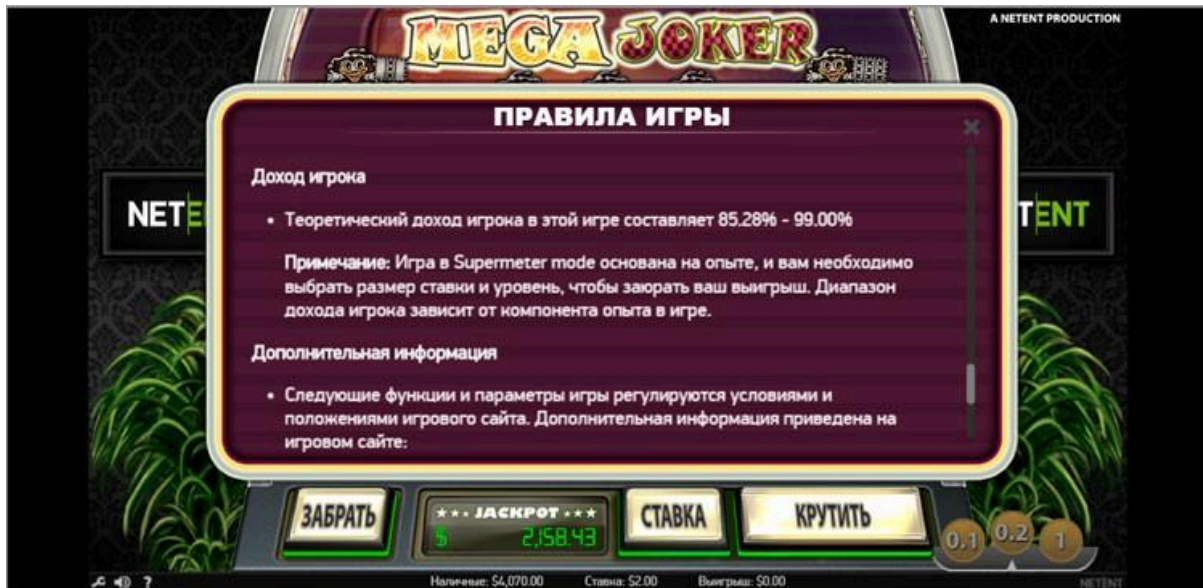 A NETENT PRODUCTION
MEGA JOKER
ПРАВИЛА ИГРЫ
Доход игрока
• Теоретический доход игрока в этой игре составляет 85.28% - 99.00%
Примечание: Игра в Supermeter mode основана на опыте, и вам необходимо
выбрать размер ставки и уровень, чтобы заюрать ваш выигрыш. Диапазон
дохода игрока зависит от компонента опыта в игре.
Дополнительная информация
• Следующие функции и параметры игры регулируются условиями и
положениями игрового сайта. Дополнительная информация приведена на
игровом сайте:
NETE
TENT
ЗАБРАТЬ
JACKPOT
$ 2,158.43
СТАВКА
КРУТИТЬ
0.1 0.2 1
Наличные: $4,070.00 Ставка: $2.00 Выигрыш: $0.00
NETENT